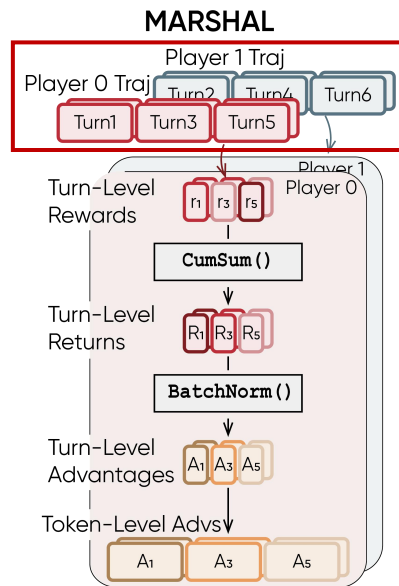 MARSHAL
Player 1 Traj
Player 0 Traj
Turn2 Turn4 Turn6
Turn1 Turn3 Turn5
Player 1
Player 0
Turn-Level
Rewards
r1 r3 r5
CumSum()
Turn-Level
Returns
R1 R3 R5
BatchNorm()
Turn-Level
Advantages
A1 A3 A5
Token-Level Advs
A1 A3 A5